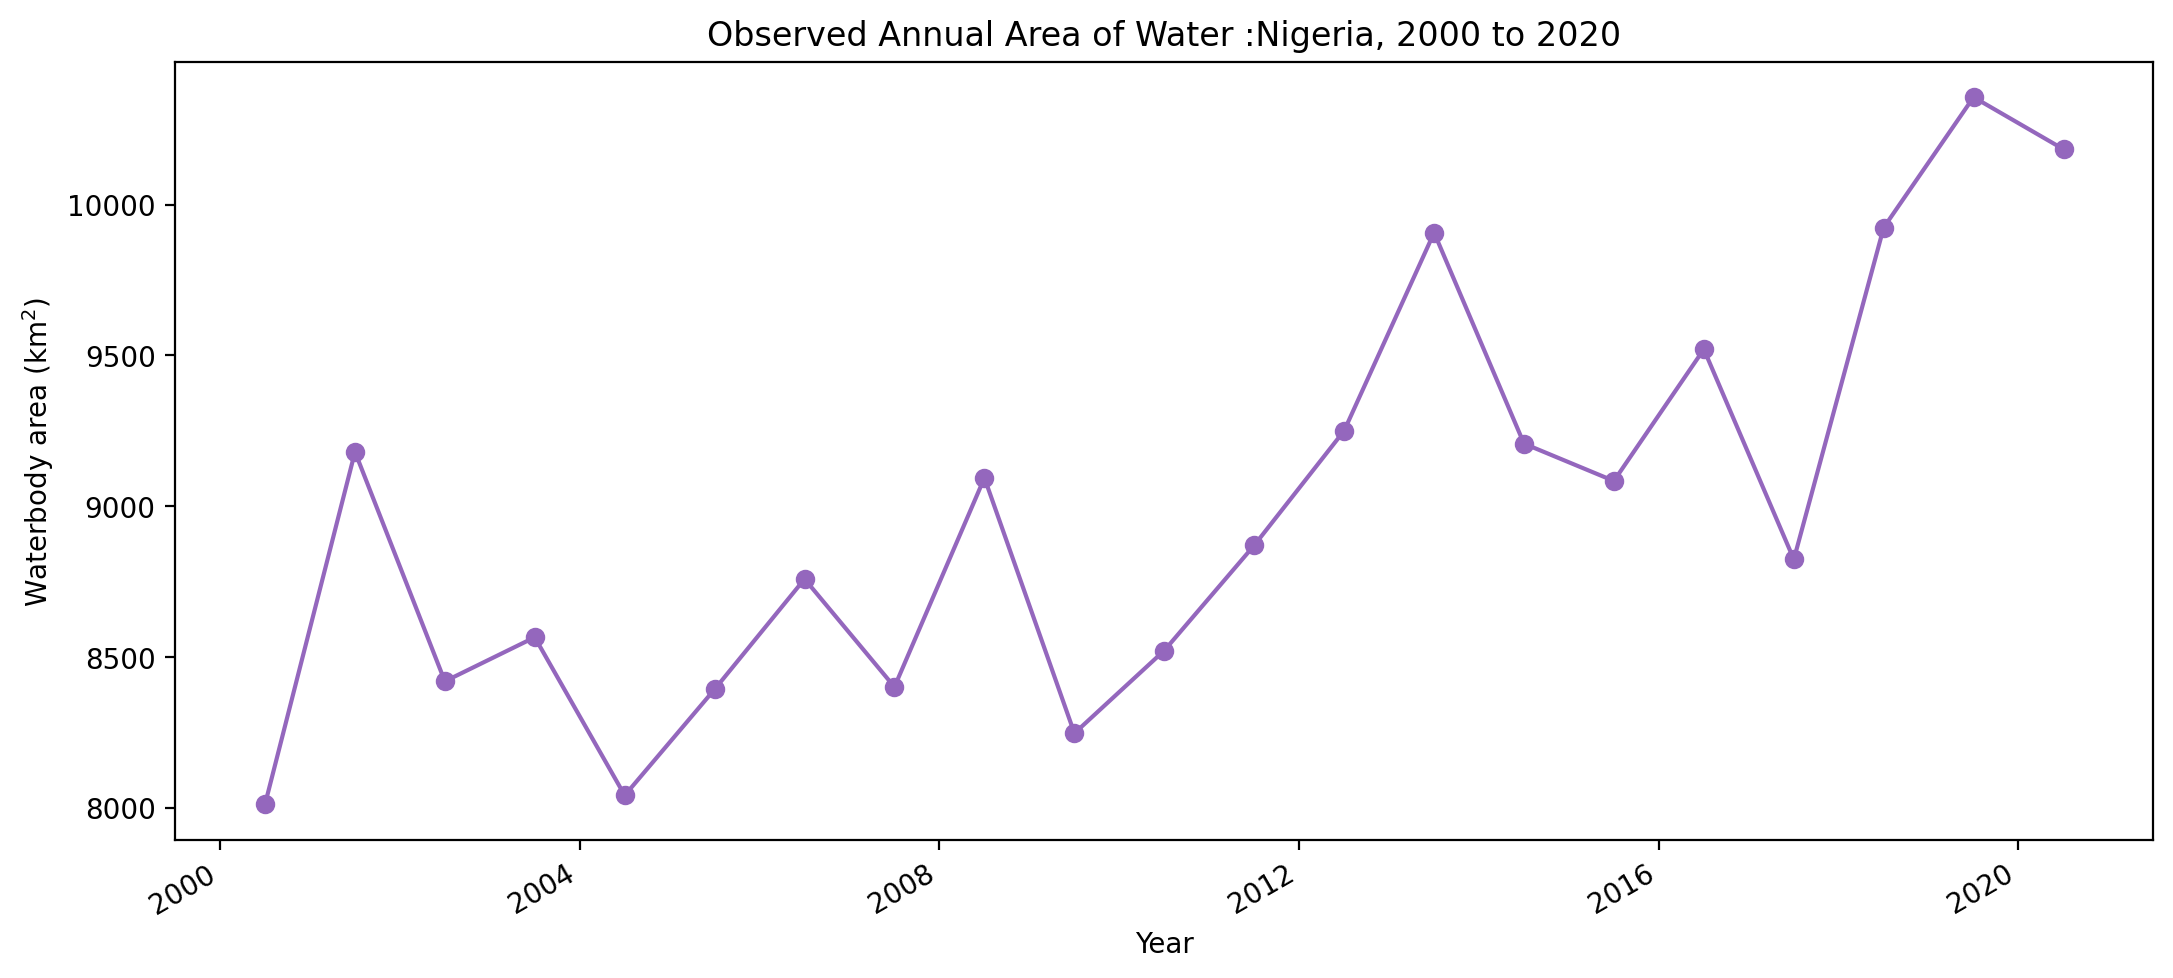 Observed Annual Area of Water :Nigeria, 2000 to 2020
Waterbody area (km²)
10000
9500
9000
8500
8000
2000 2004 2008 2012 2016 2020
Year